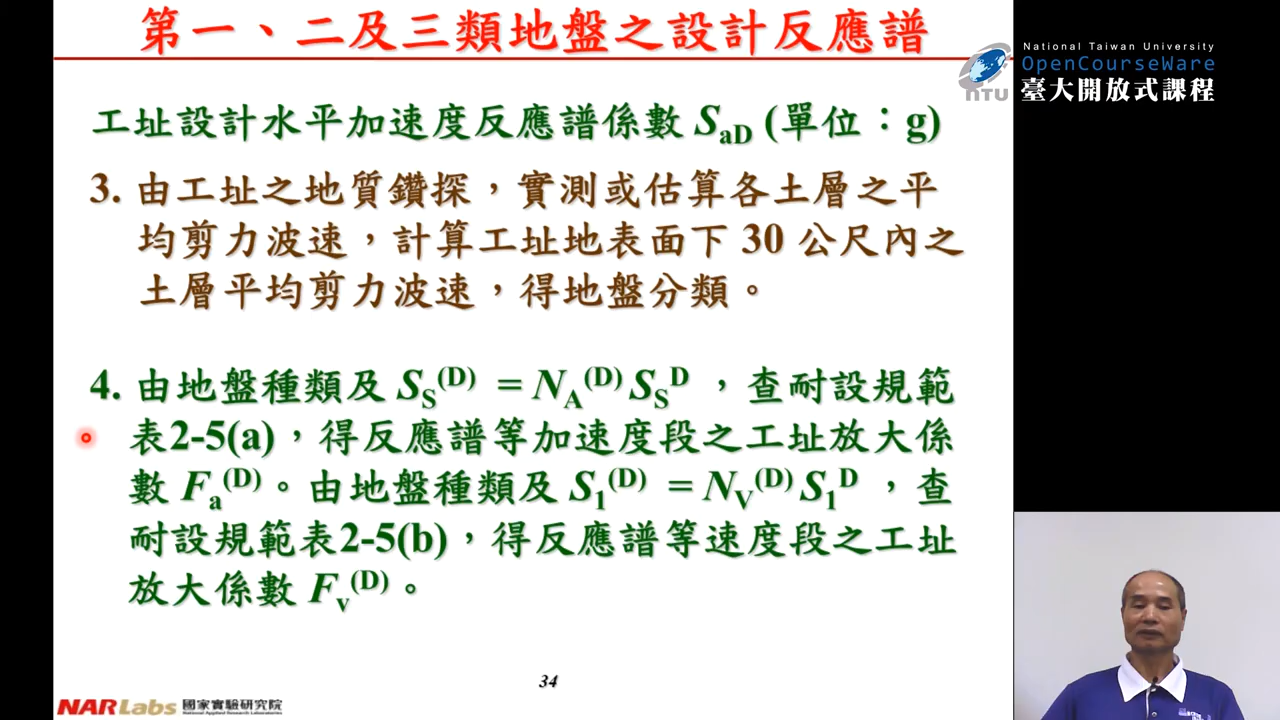 第一、二及三類地盤之設計反應譜
工址設計水平加速度反應譜係數 SaD (單位：g)
3. 由工址之地質鑽探，實測或估算各土層之平
均剪力波速，計算工址地表面下 30 公尺內之
土層平均剪力波速，得地盤分類。
4. 由地盤種類及 SS(D) = NA(D) SSD ，查耐設規範
表2-5(a)，得反應譜等加速度段之工址放大係
數 Fa(D)。由地盤種類及 S1(D) = NV(D) S1D ，查
耐設規範表2-5(b)，得反應譜等速度段之工址
放大係數 Fv(D)。
34
NARLabs 國家實驗研究院
National Applied Research Laboratories
NTU
National Taiwan University
OpenCourseWare
臺大開放式課程